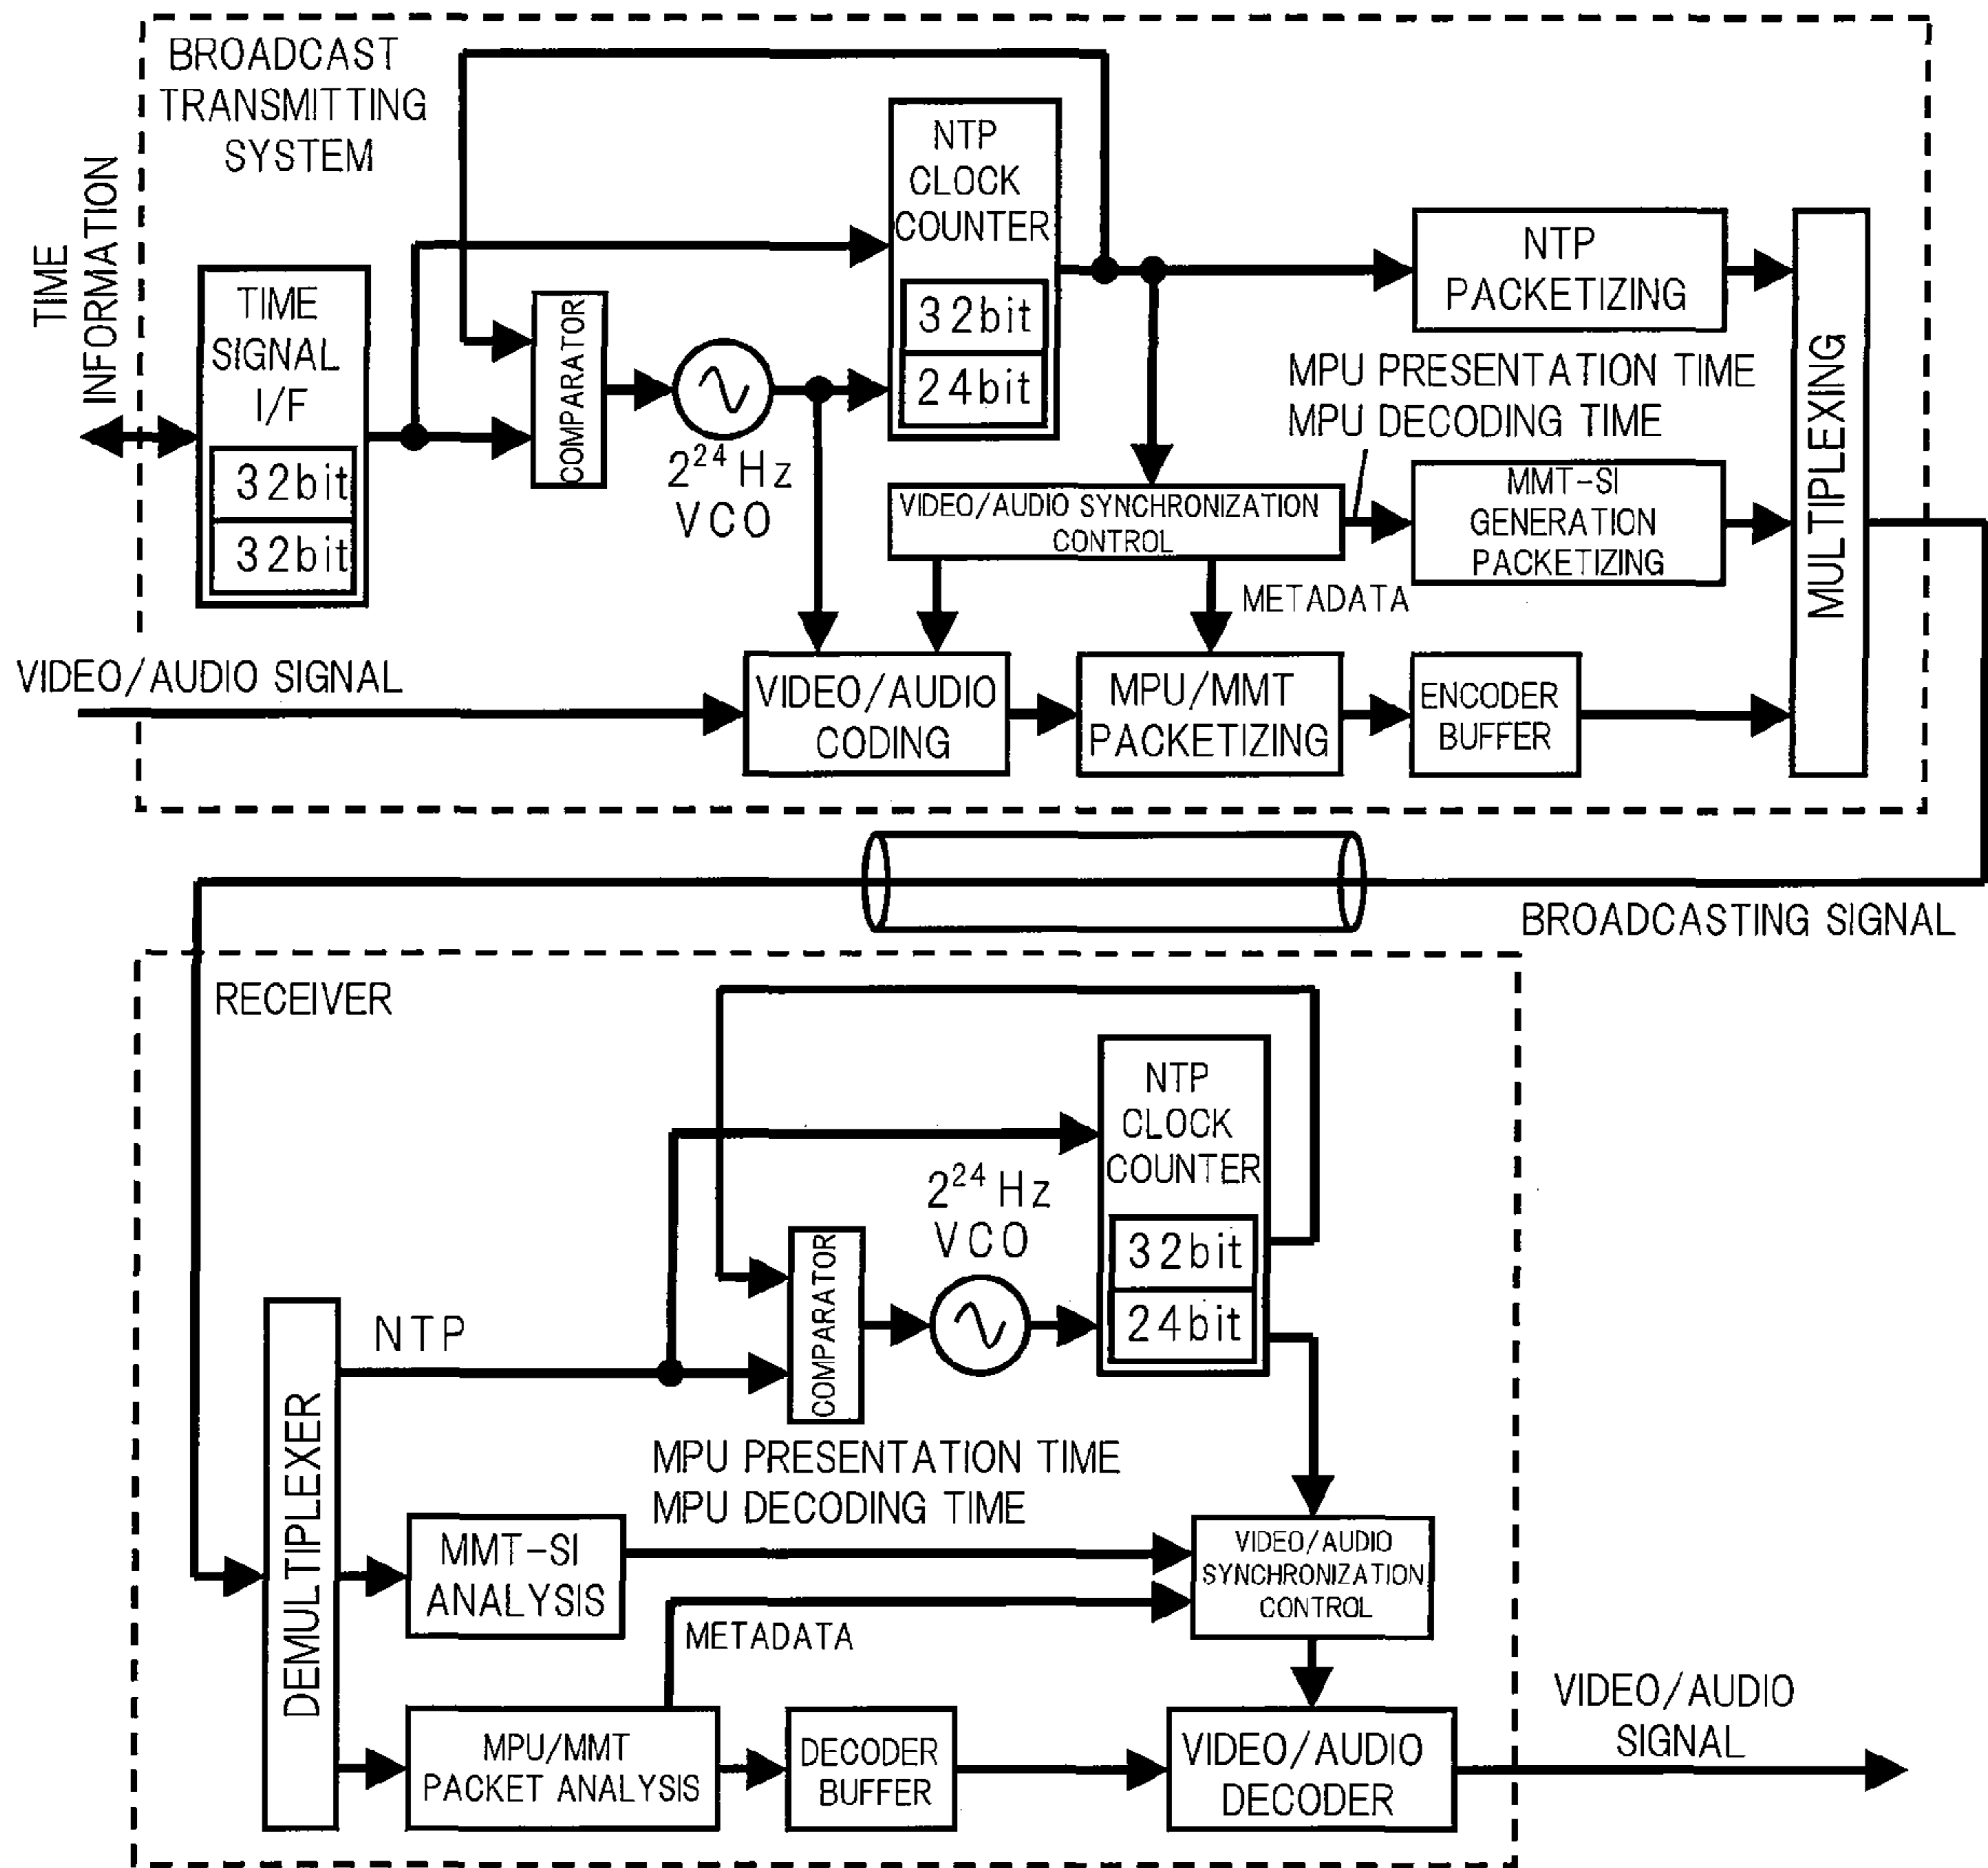 BROADCAST
TRANSMITTING
SYSTEM
TIME
INFORMATION
TIME
SIGNAL
I/F
32bit
32bit
COMPARATOR
2²⁴ Hz
VCO
NTP
CLOCK
COUNTER
32bit
24bit
NTP
PACKETIZING
MPU PRESENTATION TIME
MPU DECODING TIME
VIDEO/AUDIO SYNCHRONIZATION
CONTROL
MMT-SI
GENERATION
PACKETIZING
METADATA
MULTIPLEXING
VIDEO/AUDIO SIGNAL
VIDEO/AUDIO
CODING
MPU/MMT
PACKETIZING
ENCODER
BUFFER
BROADCASTING SIGNAL
RECEIVER
NTP
CLOCK
COUNTER
32bit
24bit
2²⁴ Hz
VCO
COMPARATOR
NTP
DEMULTIPLEXER
MPU PRESENTATION TIME
MPU DECODING TIME
MMT-SI
ANALYSIS
VIDEO/AUDIO
SYNCHRONIZATION
CONTROL
METADATA
MPU/MMT
PACKET ANALYSIS
DECODER
BUFFER
VIDEO/AUDIO
DECODER
VIDEO/AUDIO
SIGNAL